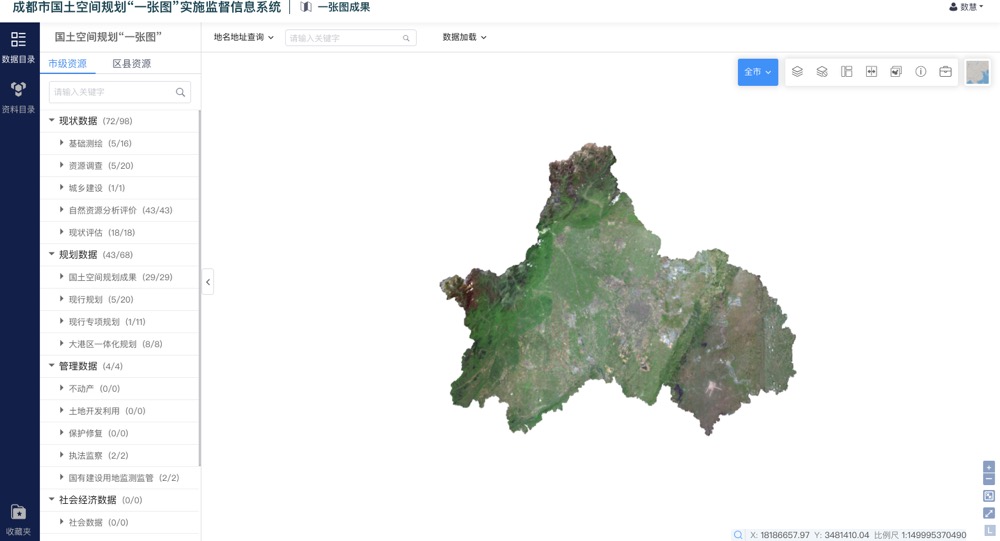 成都市国土空间规划“一张图”实施监督信息系统
一张图成果
数慧
数据目录
资料目录
收藏夹
国土空间规划“一张图”
市级资源
区县资源
请输入关键字
现状数据 (72/98)
基础测绘 (5/16)
资源调查 (5/20)
城乡建设 (1/1)
自然资源分析评价 (43/43)
现状评估 (18/18)
规划数据 (43/68)
国土空间规划成果 (29/29)
现行规划 (5/20)
现行专项规划 (1/11)
大港区一体化规划 (8/8)
管理数据 (4/4)
不动产 (0/0)
土地开发利用 (0/0)
保护修复 (0/0)
执法监察 (2/2)
国有建设用地监测监管 (2/2)
社会经济数据 (0/0)
社会数据 (0/0)
地名地址查询
请输入关键字
数据加载
全市
X: 18186657.97 Y: 3481410.04 比例尺 1:149995370490
L